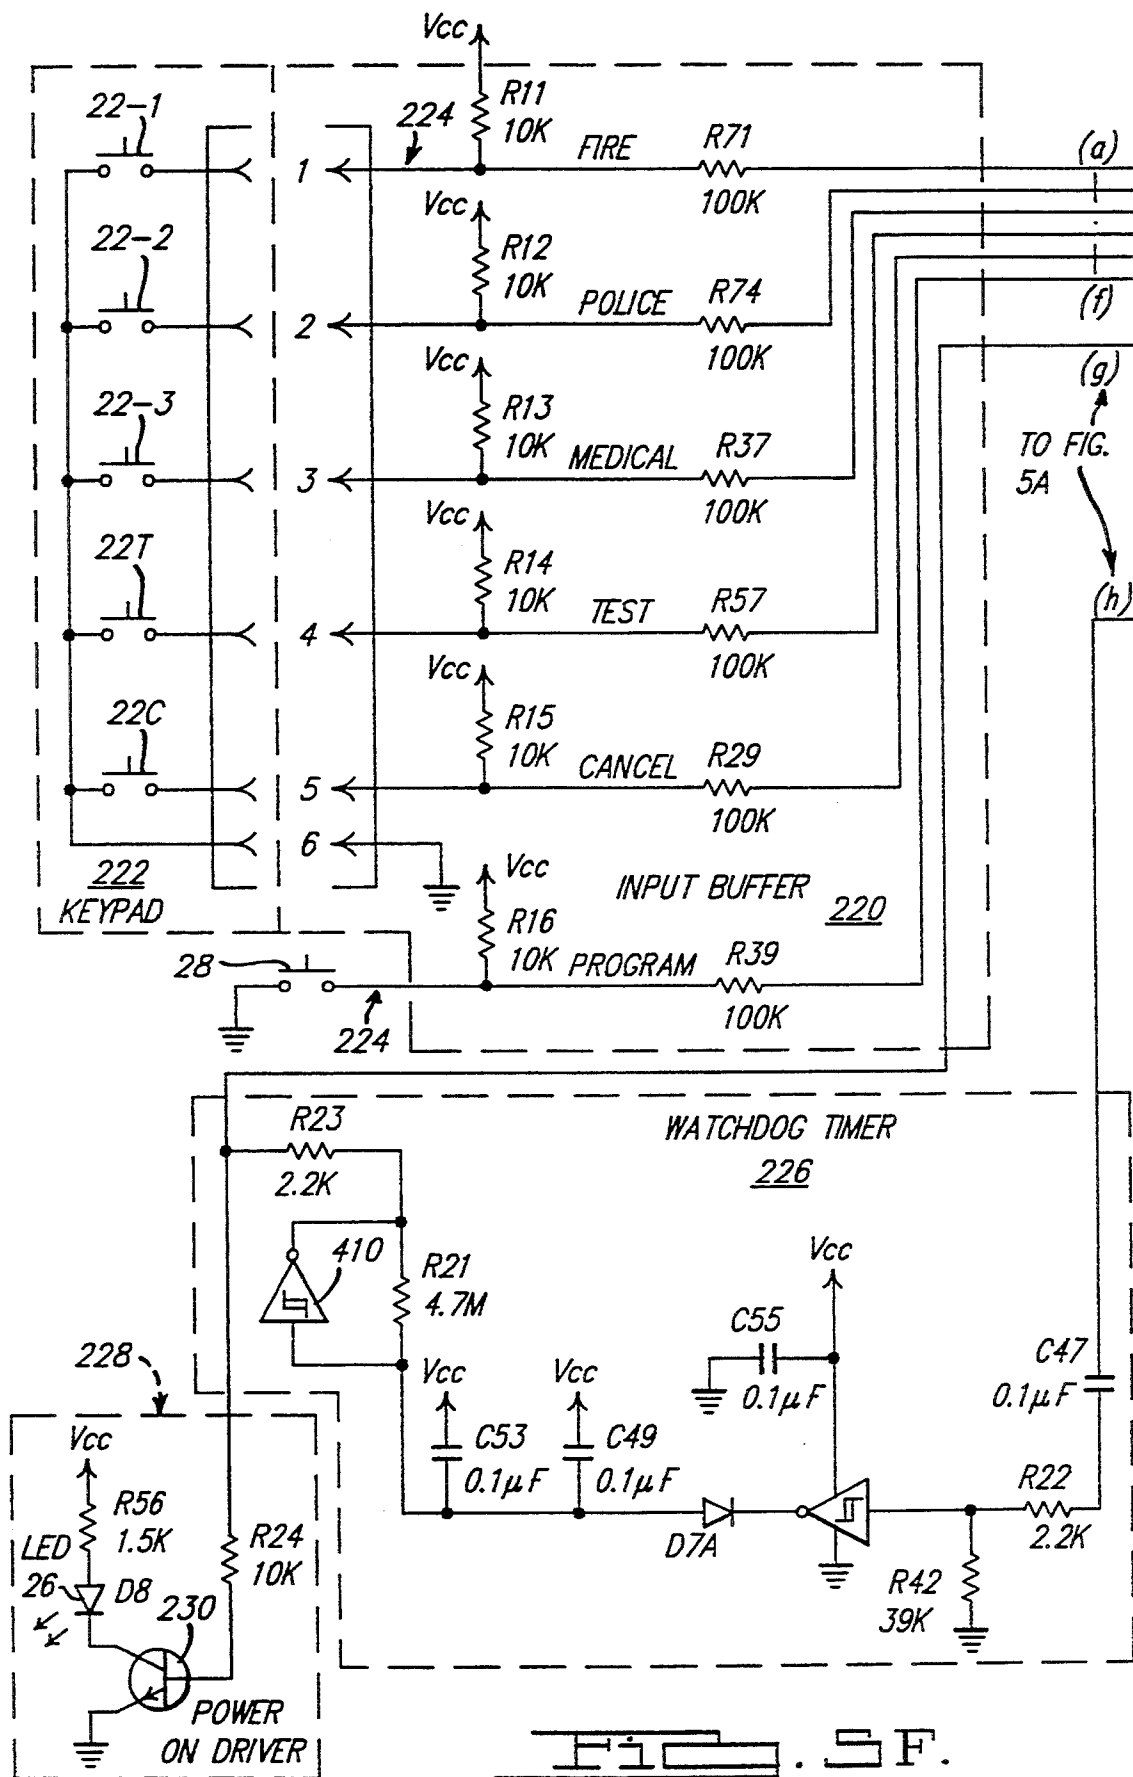 Vcc
22-1
224
R11
10K
FIRE
R71
100K
(a)
1
Vcc
22-2
R12
10K
POLICE
R74
100K
(f)
2
Vcc
(g)
22-3
R13
10K
MEDICAL
R37
100K
TO FIG.
5A
3
Vcc
22T
R14
10K
TEST
R57
100K
(h)
4
Vcc
22C
R15
10K
CANCEL
R29
100K
5
6
222
KEYPAD
Vcc
INPUT BUFFER
220
R16
10K
PROGRAM
R39
100K
28
224
R23
2.2K
WATCHDOG TIMER
226
410
R21
4.7M
Vcc
C55
0.1µF
C47
0.1µF
228
Vcc
Vcc
C53
0.1µF
C49
0.1µF
Vcc
R56
1.5K
LED
26
D8
R24
10K
D7A
R22
2.2K
R42
39K
230
POWER
ON DRIVER
FIG. 5F.